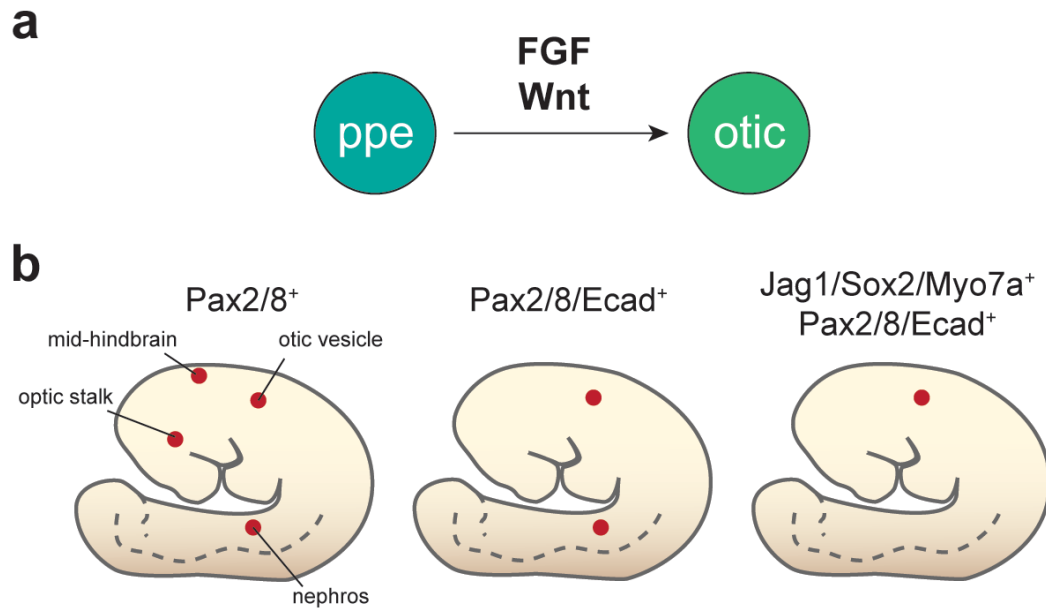 a
FGF
Wnt
ppe
otic
b
Pax2/8⁺
Pax2/8/Ecad⁺
Jag1/Sox2/Myo7a⁺
Pax2/8/Ecad⁺
mid-hindbrain
otic vesicle
optic stalk
nephros